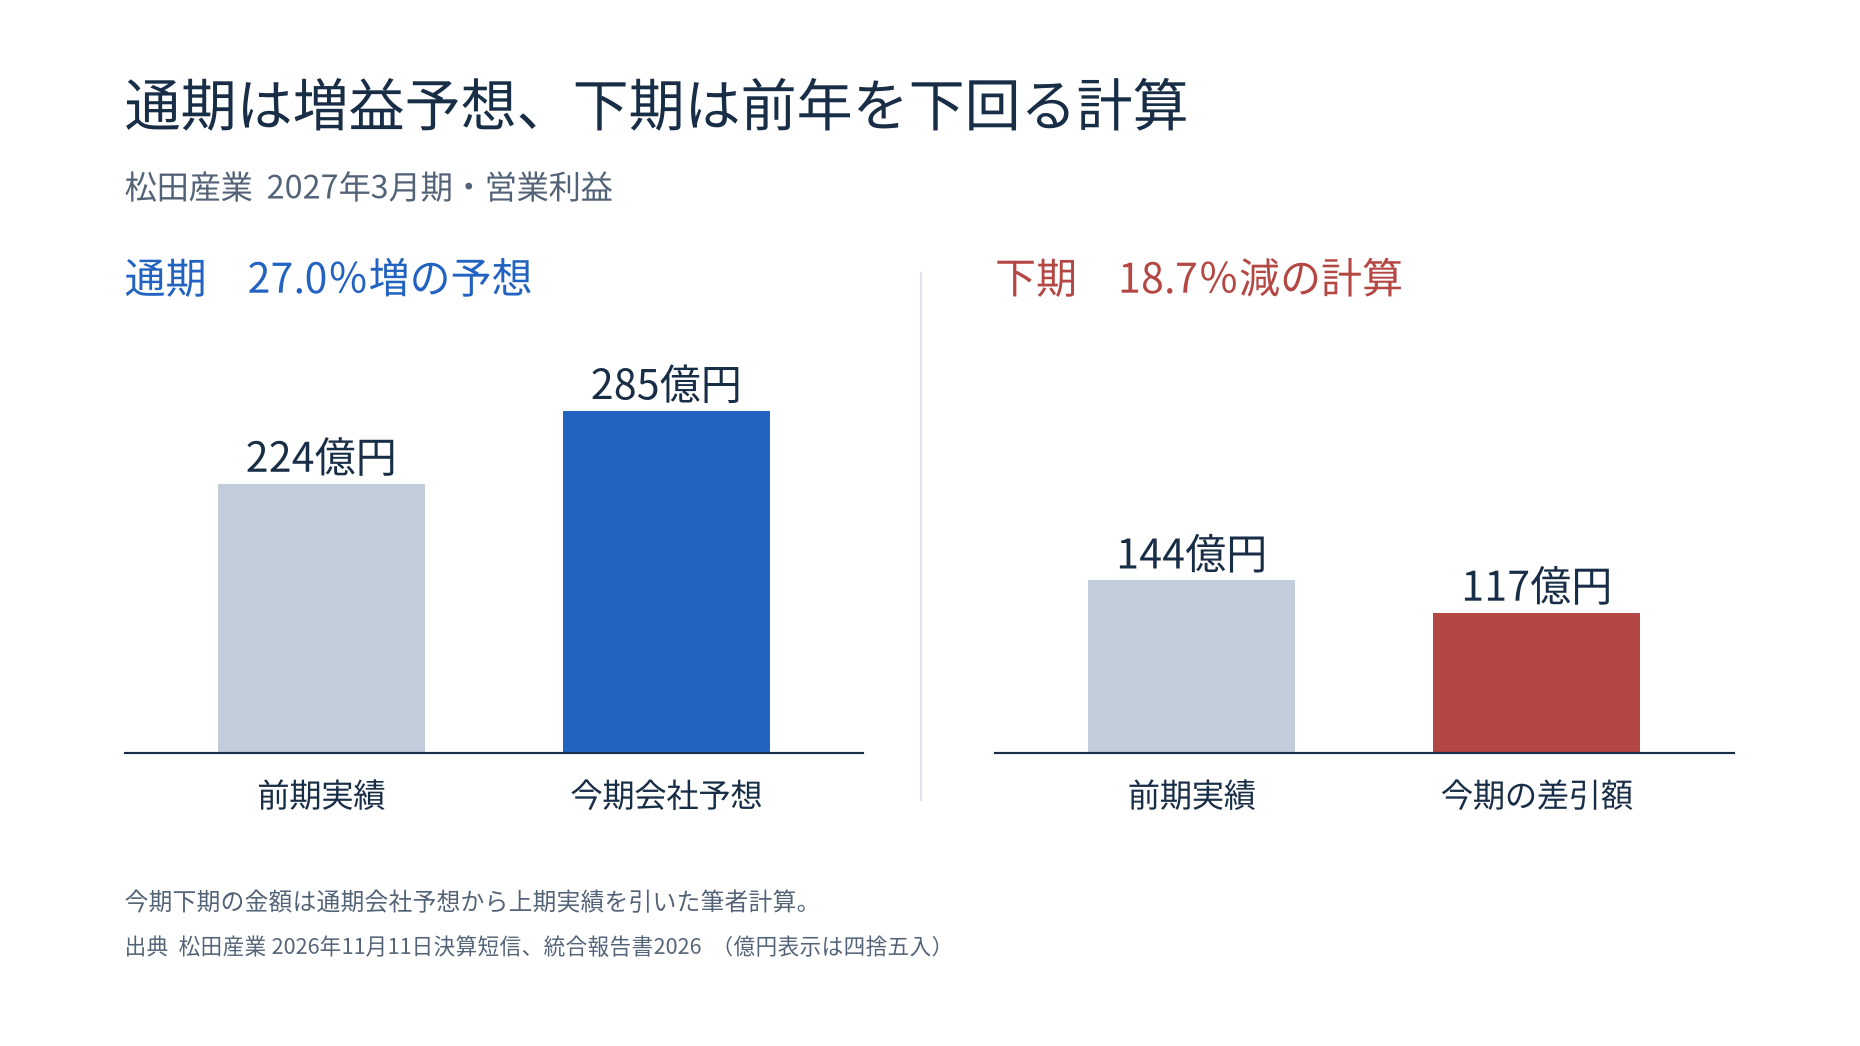 通期は増益予想、下期は前年を下回る計算
松田産業 2027年3月期・営業利益
通期 27.0%増の予想
224億円
285億円
前期実績
今期会社予想
下期 18.7%減の計算
144億円
117億円
前期実績
今期の差引額
今期下期の金額は通期会社予想から上期実績を引いた筆者計算。
出典 松田産業 2026年11月11日決算短信、統合報告書2026 （億円表示は四捨五入）